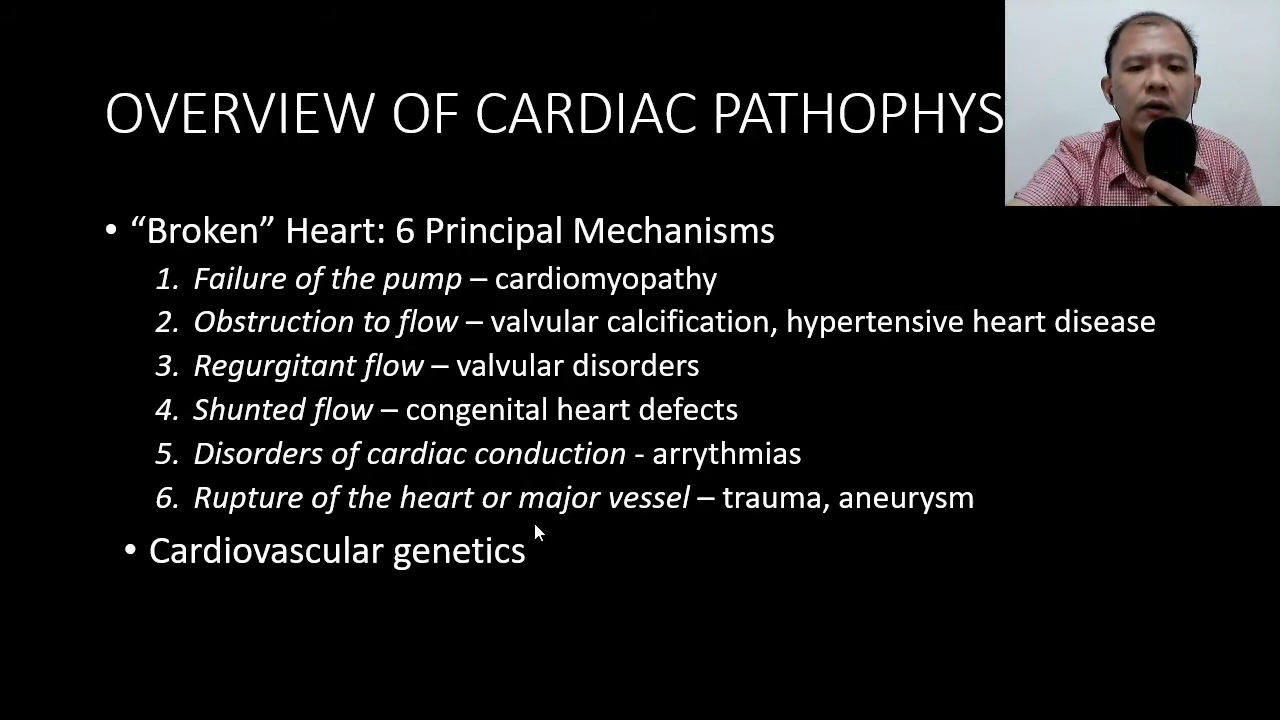 OVERVIEW OF CARDIAC PATHOPHYS
• “Broken” Heart: 6 Principal Mechanisms
1. Failure of the pump – cardiomyopathy
2. Obstruction to flow – valvular calcification, hypertensive heart disease
3. Regurgitant flow – valvular disorders
4. Shunted flow – congenital heart defects
5. Disorders of cardiac conduction - arrythmias
6. Rupture of the heart or major vessel – trauma, aneurysm
• Cardiovascular genetics